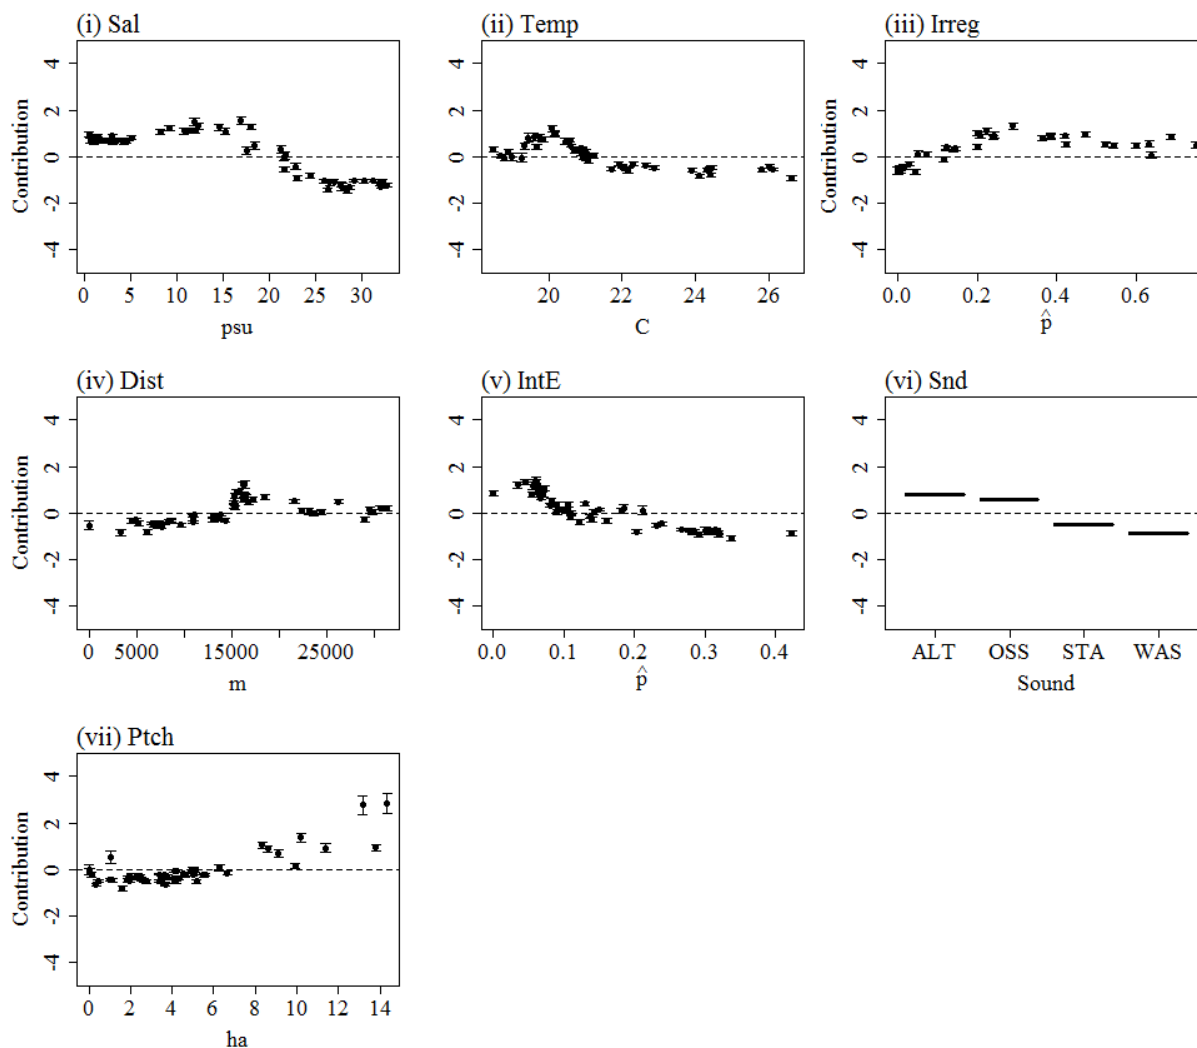 (i) Sal
Contribution
4
2
0
-2
-4
0 5 10 15 20 25 30
psu
(ii) Temp
4
2
0
-2
-4
20 22 24 26
C
(iii) Irreg
Contribution
4
2
0
-2
-4
0.0 0.2 0.4 0.6
p̂
(iv) Dist
Contribution
4
2
0
-2
-4
0 5000 15000 25000
m
(v) IntE
4
2
0
-2
-4
0.0 0.1 0.2 0.3 0.4
p̂
(vi) Snd
Contribution
4
2
0
-2
-4
ALT OSS STA WAS
Sound
(vii) Ptch
Contribution
4
2
0
-2
-4
0 2 4 6 8 10 12 14
ha